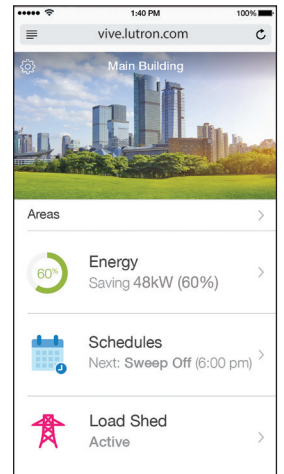 1:40 PM 100%
vive.lutron.com
Main Building
Areas
60%
Energy
Saving 48kW (60%)
Schedules
Next: Sweep Off (6:00 pm)
Load Shed
Active